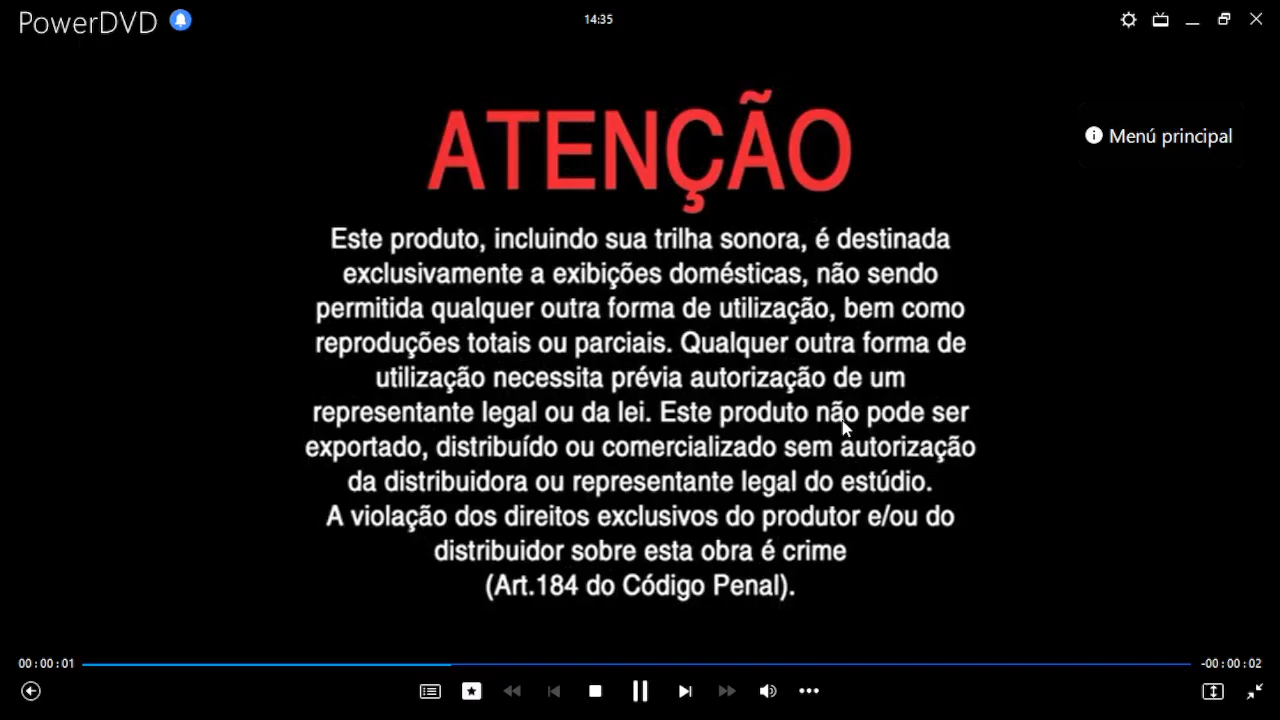 PowerDVD
14:35
ATENÇÃO
Menú principal
Este produto, incluindo sua trilha sonora, é destinada
exclusivamente a exibições domésticas, não sendo
permitida qualquer outra forma de utilização, bem como
reproduções totais ou parciais. Qualquer outra forma de
utilização necessita prévia autorização de um
representante legal ou da lei. Este produto não pode ser
exportado, distribuído ou comercializado sem autorização
da distribuidora ou representante legal do estúdio.
A violação dos direitos exclusivos do produtor e/ou do
distribuidor sobre esta obra é crime
(Art.184 do Código Penal).
00:00:01
-00:00:02